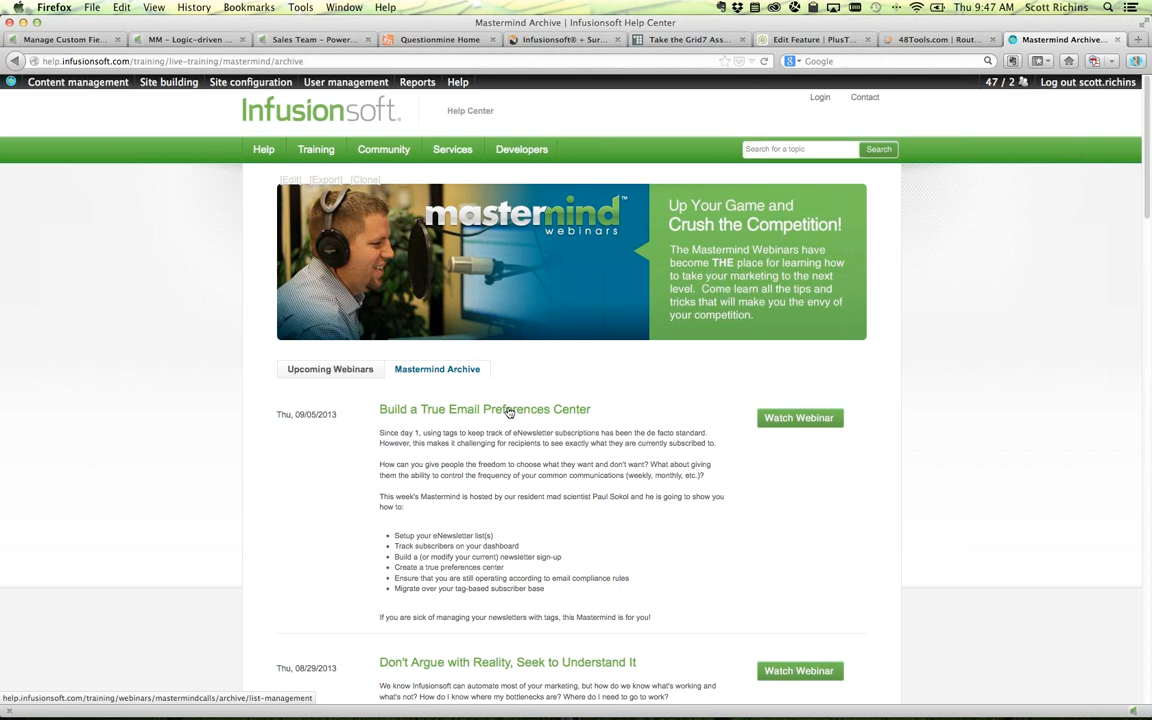 Firefox File Edit View History Bookmarks Tools Window Help Thu 9:47 AM Scott Richins
Mastermind Archive | Infusionsoft Help Center
Manage Custom Fie... MM - Logic-driven ... Sales Team - Power... Questionmine Home Infusionsoft® + Sur... Take the Grid7 Ass... Edit Feature | PlusT... 48Tools.com | Rout... Mastermind Archive...
help.infusionsoft.com/training/live-training/mastermind/archive Google
Content management Site building Site configuration User management Reports Help 47 / 2 Log out scott.richins
Login Contact
Infusionsoft. Help Center
Help Training Community Services Developers Search for a topic Search
[Edit] [Export] [Clone]
mastermind™
webinars
Up Your Game and
Crush the Competition!
The Mastermind Webinars have
become THE place for learning how
to take your marketing to the next
level. Come learn all the tips and
tricks that will make you the envy of
your competition.
Upcoming Webinars Mastermind Archive
Thu, 09/05/2013 Build a True Email Preferences Center Watch Webinar
Since day 1, using tags to keep track of eNewsletter subscriptions has been the de facto standard.
However, this makes it challenging for recipients to see exactly what they are currently subscribed to.
How can you give people the freedom to choose what they want and don't want? What about giving
them the ability to control the frequency of your common communications (weekly, monthly, etc.)?
This week's Mastermind is hosted by our resident mad scientist Paul Sokol and he is going to show you
how to:
• Setup your eNewsletter list(s)
• Track subscribers on your dashboard
• Build a (or modify your current) newsletter sign-up
• Create a true preferences center
• Ensure that you are still operating according to email compliance rules
• Migrate over your tag-based subscriber base
If you are sick of managing your newsletters with tags, this Mastermind is for you!
Thu, 08/29/2013 Don't Argue with Reality, Seek to Understand It Watch Webinar
We know Infusionsoft can automate most of your marketing, but how do we know what's working and
what's not? How do I know where my bottlenecks are? Where do I need to go to work?
help.infusionsoft.com/training/webinars/mastermindcalls/archive/list-management